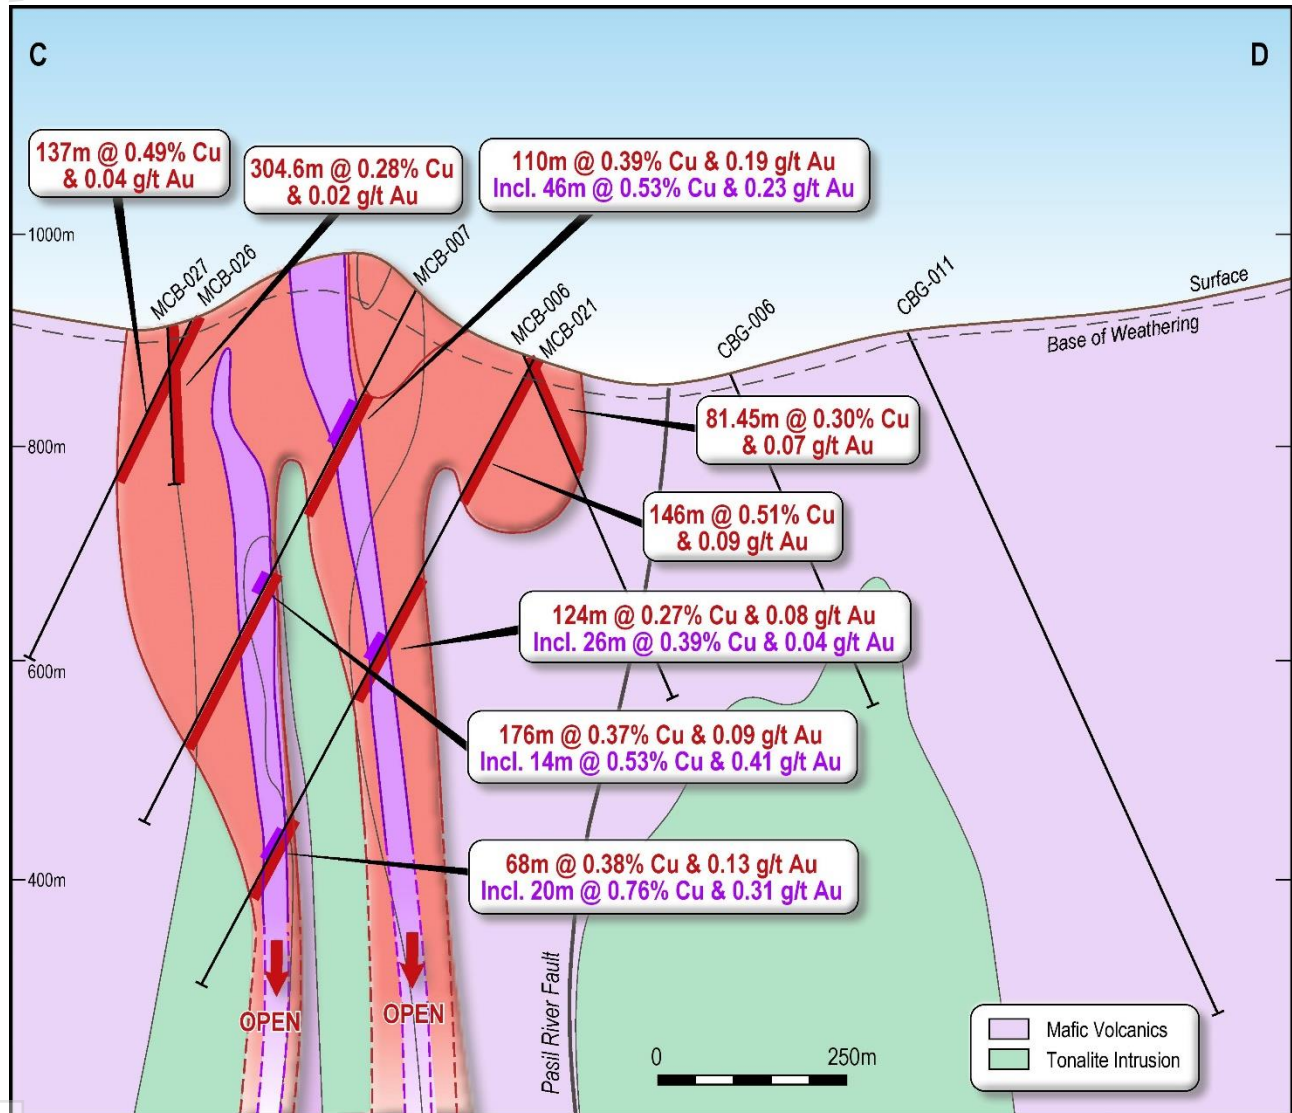 C
D
137m @ 0.49% Cu
& 0.04 g/t Au
304.6m @ 0.28% Cu
& 0.02 g/t Au
110m @ 0.39% Cu & 0.19 g/t Au
Incl. 46m @ 0.53% Cu & 0.23 g/t Au
1000m
MCB-027
MCB-026
MCB-007
MCB-006
MCB-021
CBG-006
CBG-011
Surface
Base of Weathering
81.45m @ 0.30% Cu
& 0.07 g/t Au
800m
146m @ 0.51% Cu
& 0.09 g/t Au
124m @ 0.27% Cu & 0.08 g/t Au
Incl. 26m @ 0.39% Cu & 0.04 g/t Au
600m
176m @ 0.37% Cu & 0.09 g/t Au
Incl. 14m @ 0.53% Cu & 0.41 g/t Au
68m @ 0.38% Cu & 0.13 g/t Au
Incl. 20m @ 0.76% Cu & 0.31 g/t Au
400m
OPEN
OPEN
Pasil River Fault
0 250m
Mafic Volcanics
Tonalite Intrusion